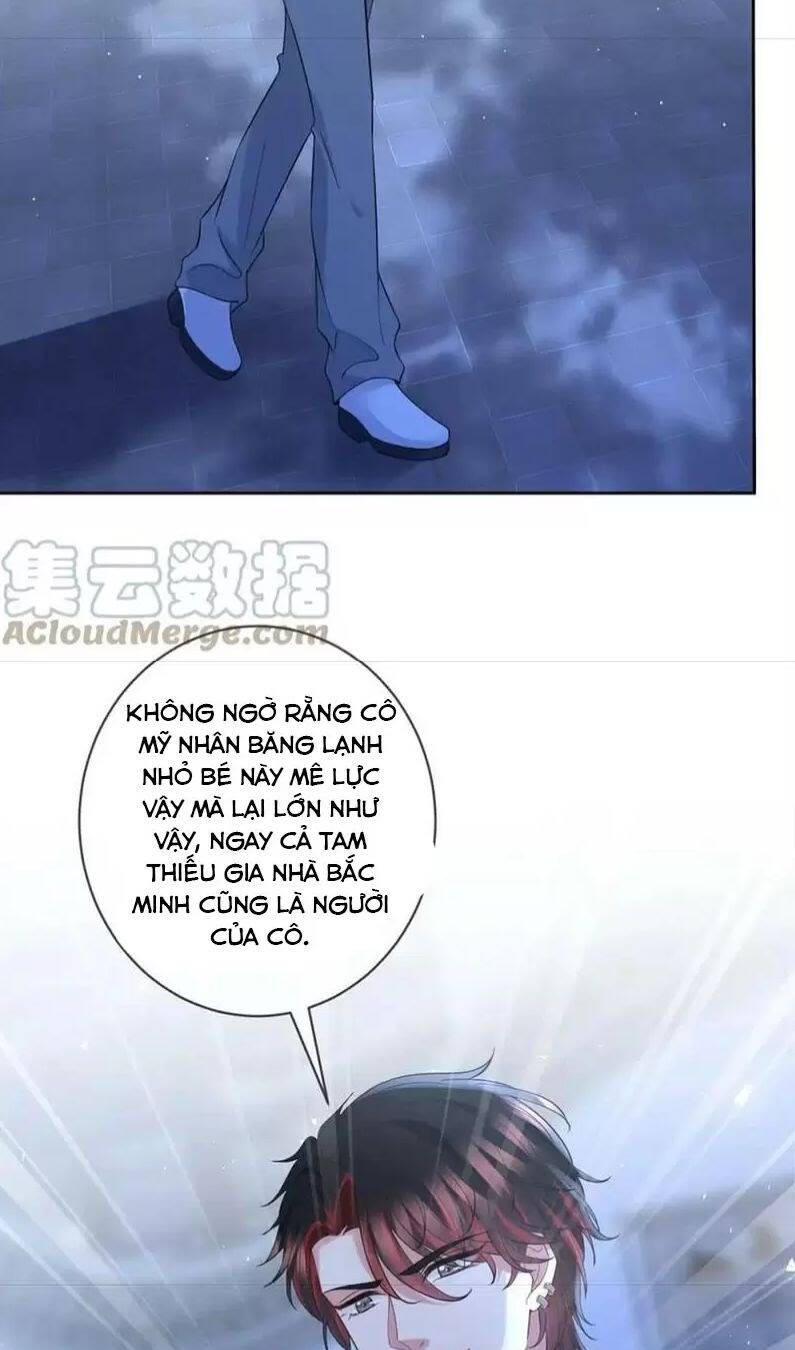 集云数据
ACloudMerge.com
KHÔNG NGỜ RẰNG CÔ
MỸ NHÂN BĂNG LẠNH
NHỎ BÉ NÀY MÊ LỰC
VẬY MÀ LẠI LỚN NHƯ
VẬY, NGAY CẢ TAM
THIẾU GIA NHÀ BẮC
MINH CŨNG LÀ NGƯỜI
CỦA CÔ.